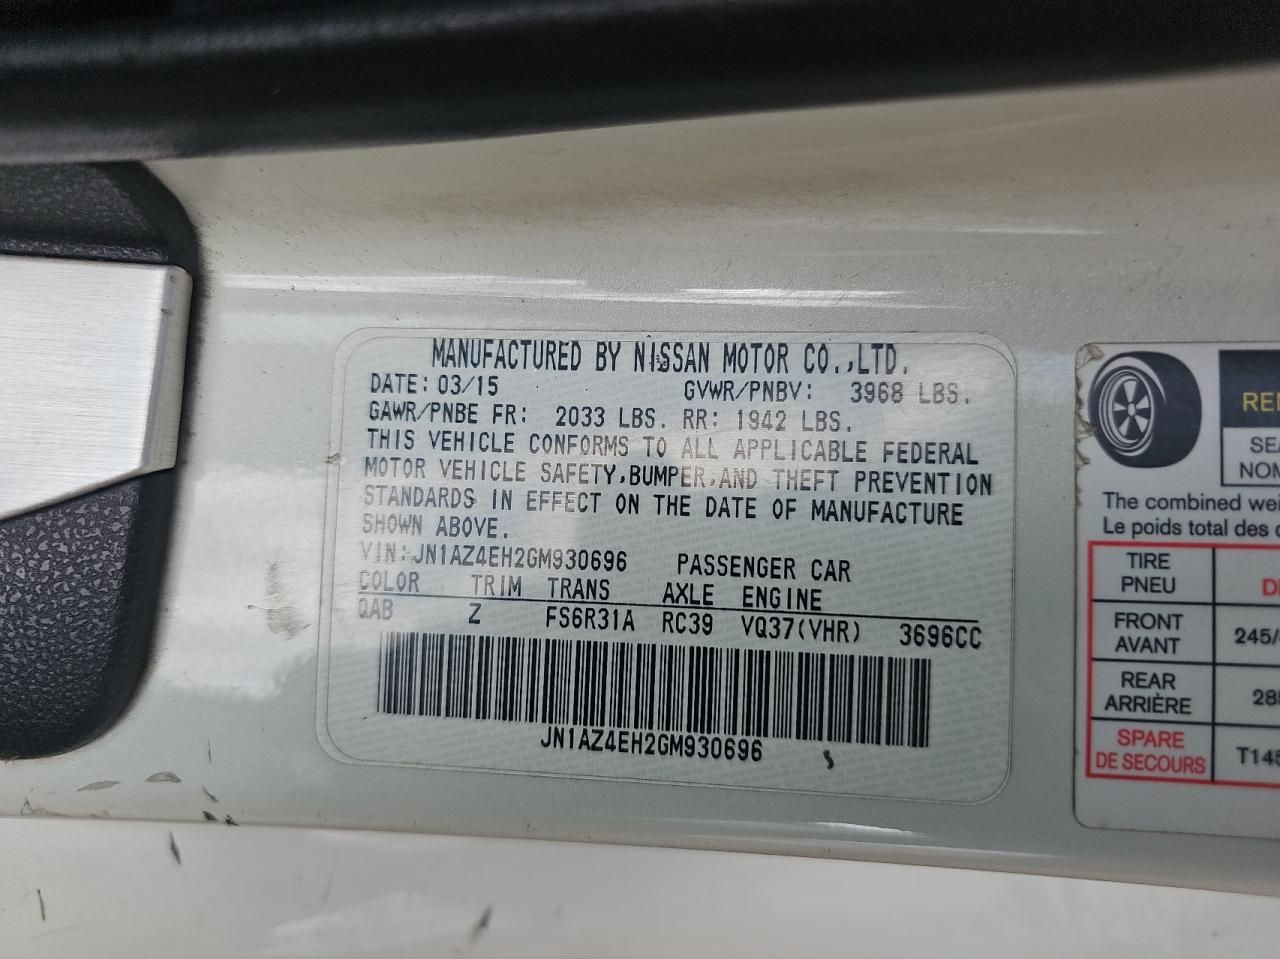 MANUFACTURED BY NISSAN MOTOR CO.,LTD.
DATE: 03/15 GVWR/PNBV: 3968 LBS.
GAWR/PNBE FR: 2033 LBS. RR: 1942 LBS.
THIS VEHICLE CONFORMS TO ALL APPLICABLE FEDERAL
MOTOR VEHICLE SAFETY,BUMPER,AND THEFT PREVENTION
STANDARDS IN EFFECT ON THE DATE OF MANUFACTURE
SHOWN ABOVE.
VIN:JN1AZ4EH2GM930696 PASSENGER CAR
COLOR TRIM TRANS AXLE ENGINE
QAB Z FS6R31A RC39 VQ37(VHR) 3696CC
JN1AZ4EH2GM930696
The combined
Le poids total des
TIRE
PNEU
FRONT
AVANT
245/
REAR
ARRIÈRE
SPARE
DE SECOURS